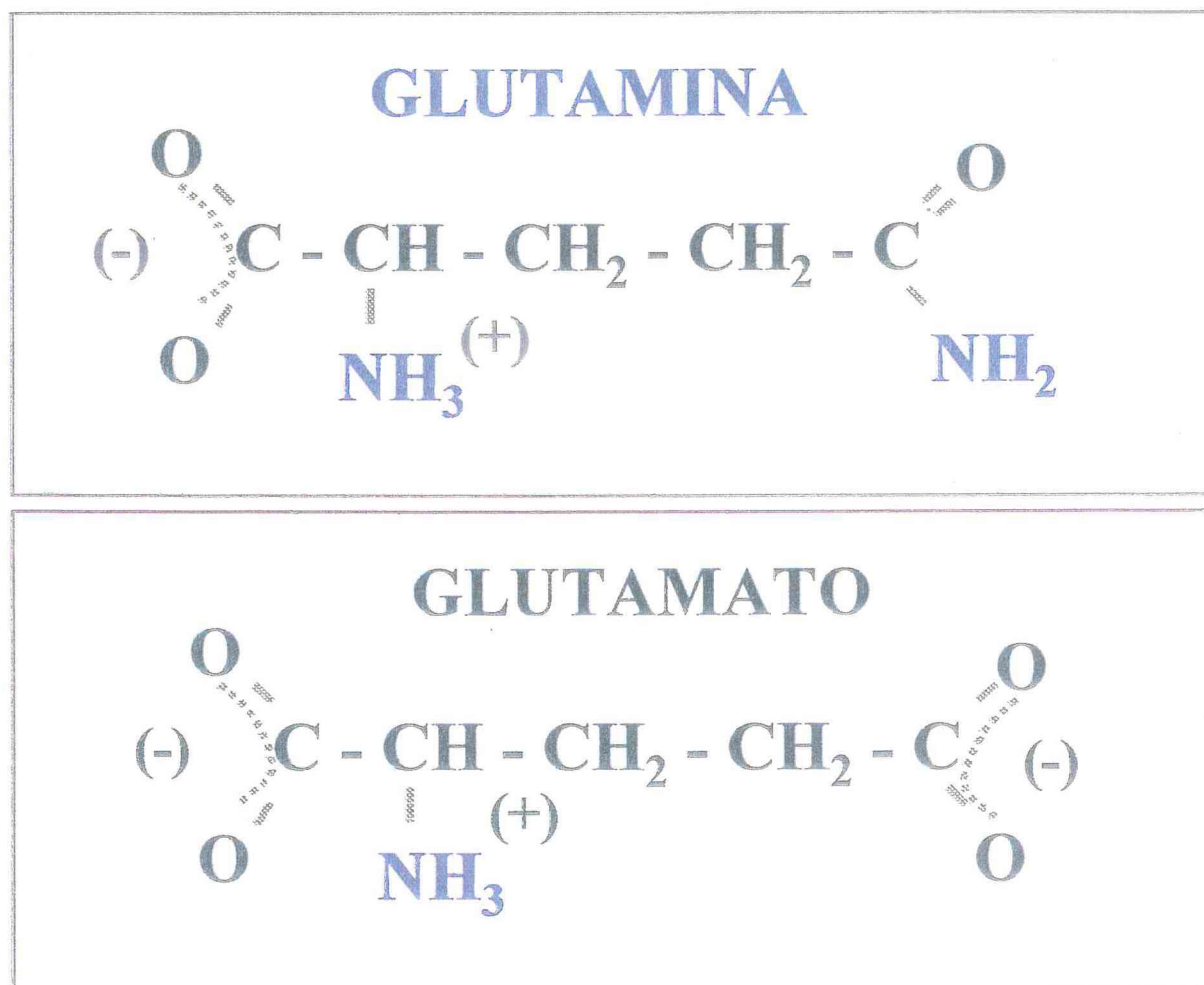 GLUTAMINA
O O
(-) C - CH - CH₂ - CH₂ - C
O NH₃ (+) NH₂
GLUTAMATO
O O
(-) C - CH - CH₂ - CH₂ - C (-)
O NH₃ (+) O